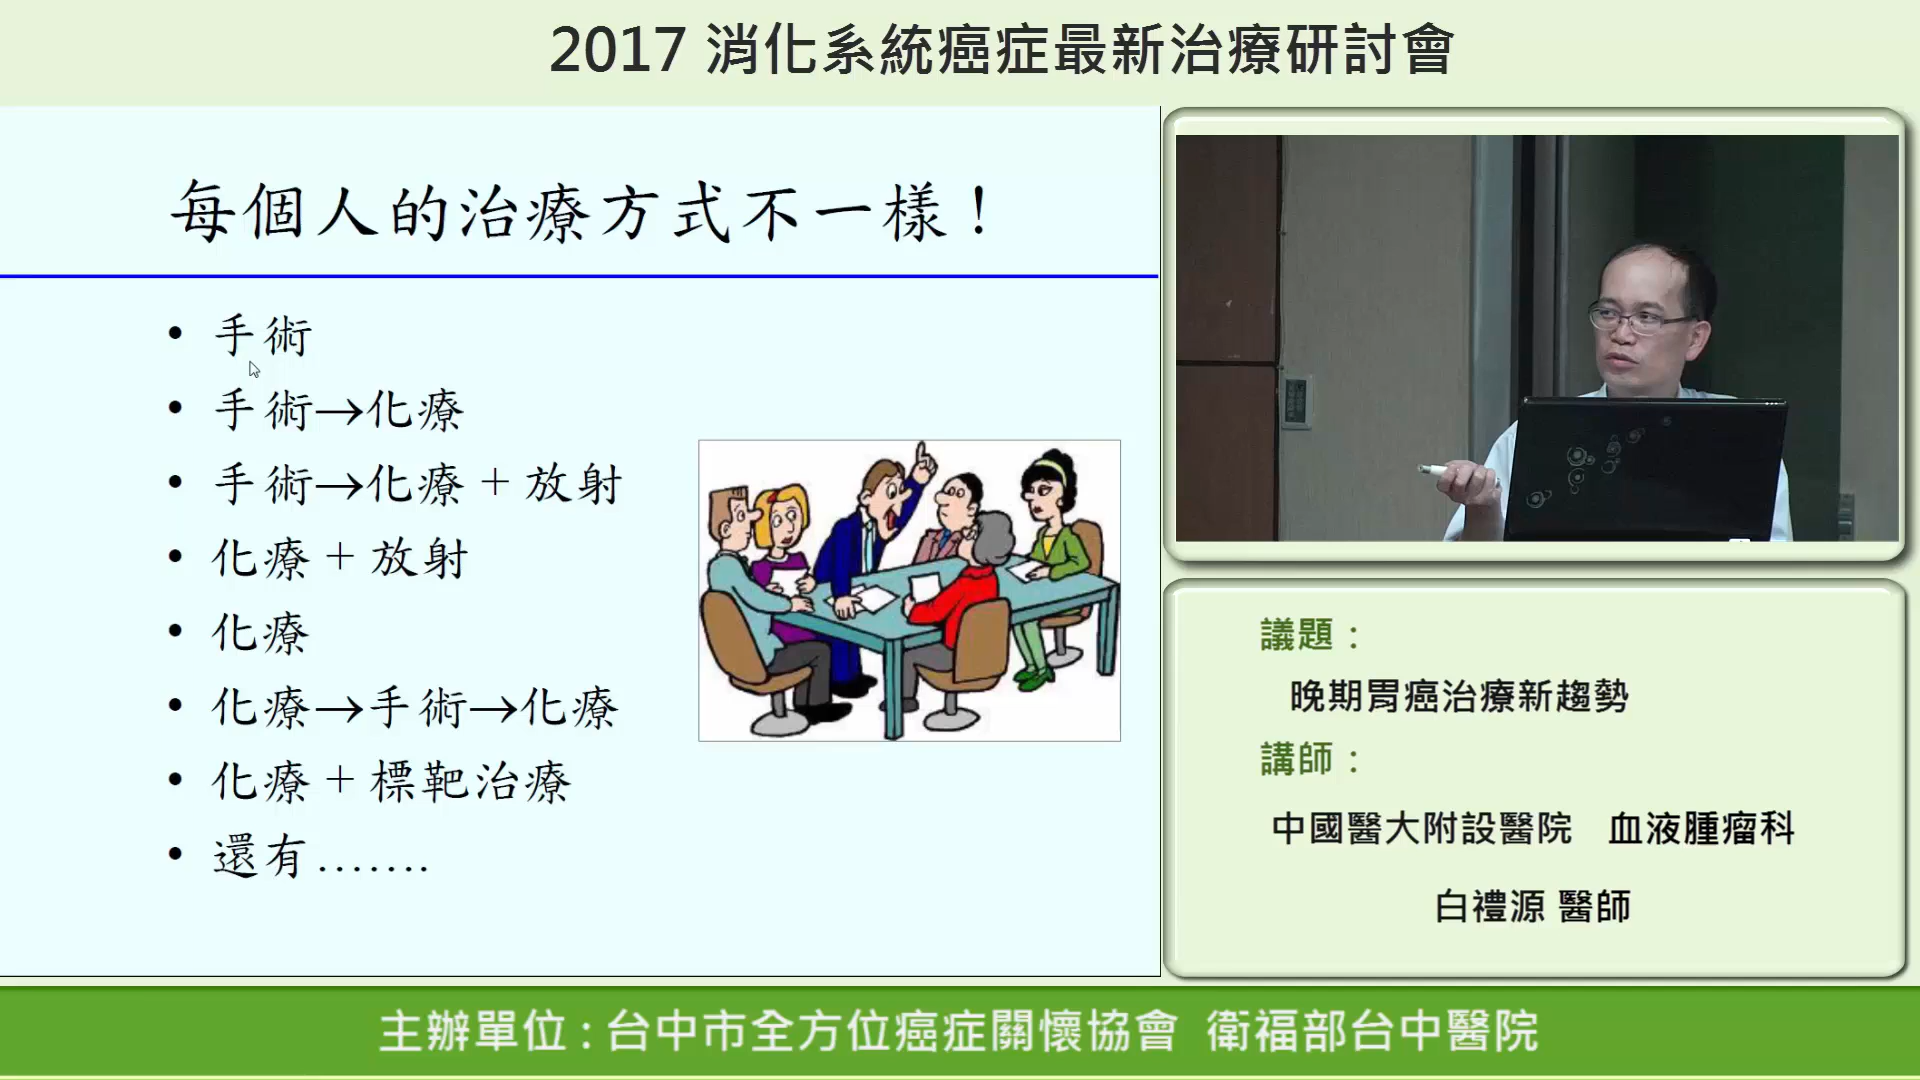 2017 消化系統癌症最新治療研討會
每個人的治療方式不一樣！
• 手術
• 手術→化療
• 手術→化療+放射
• 化療+放射
• 化療
• 化療→手術→化療
• 化療+標靶治療
• 還有.......
議題：
晚期胃癌治療新趨勢
講師：
中國醫大附設醫院 血液腫瘤科
白禮源 醫師
主辦單位：台中市全方位癌症關懷協會 衛福部台中醫院